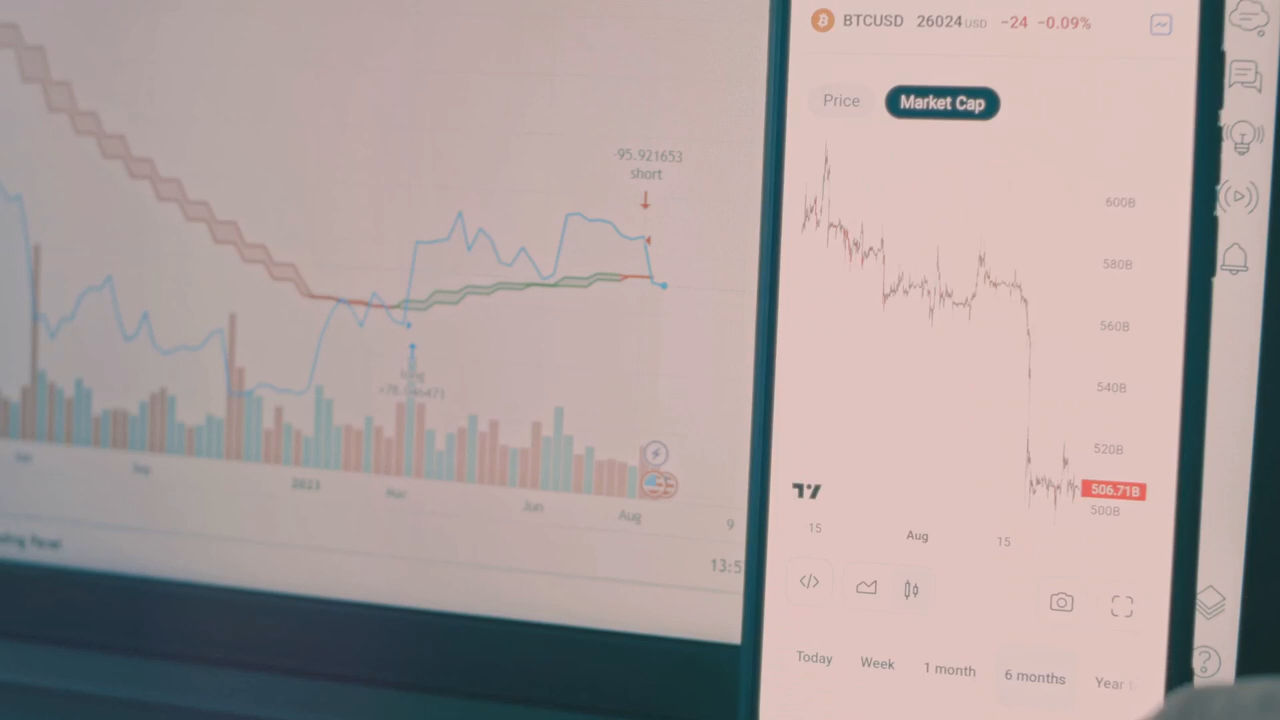 -95.921653
short
2023
Mar
Jun
Aug
9
13:5
BTCUSD 26024 USD −24 −0.09%
Price Market Cap
600B
580B
560B
540B
520B
506.71B
500B
15 Aug 15
</>
Today Week 1 month 6 months Year t